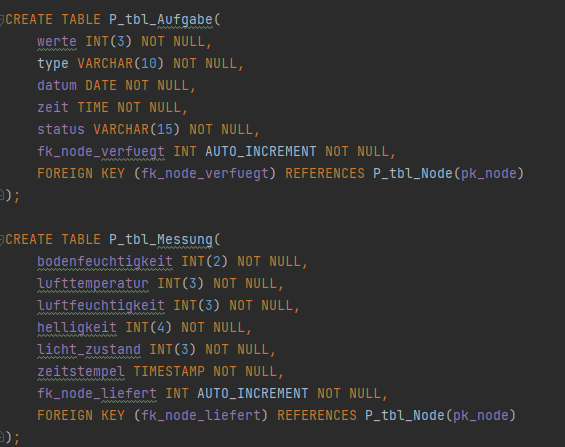 CREATE TABLE P_tbl_Aufgabe(
werte INT(3) NOT NULL,
type VARCHAR(10) NOT NULL,
datum DATE NOT NULL,
zeit TIME NOT NULL,
status VARCHAR(15) NOT NULL,
fk_node_verfuegt INT AUTO_INCREMENT NOT NULL,
FOREIGN KEY (fk_node_verfuegt) REFERENCES P_tbl_Node(pk_node)
);
CREATE TABLE P_tbl_Messung(
bodenfeuchtigkeit INT(2) NOT NULL,
lufttemperatur INT(3) NOT NULL,
luftfeuchtigkeit INT(3) NOT NULL,
helligkeit INT(4) NOT NULL,
licht_zustand INT(3) NOT NULL,
zeitstempel TIMESTAMP NOT NULL,
fk_node_liefert INT AUTO_INCREMENT NOT NULL,
FOREIGN KEY (fk_node_liefert) REFERENCES P_tbl_Node(pk_node)
);